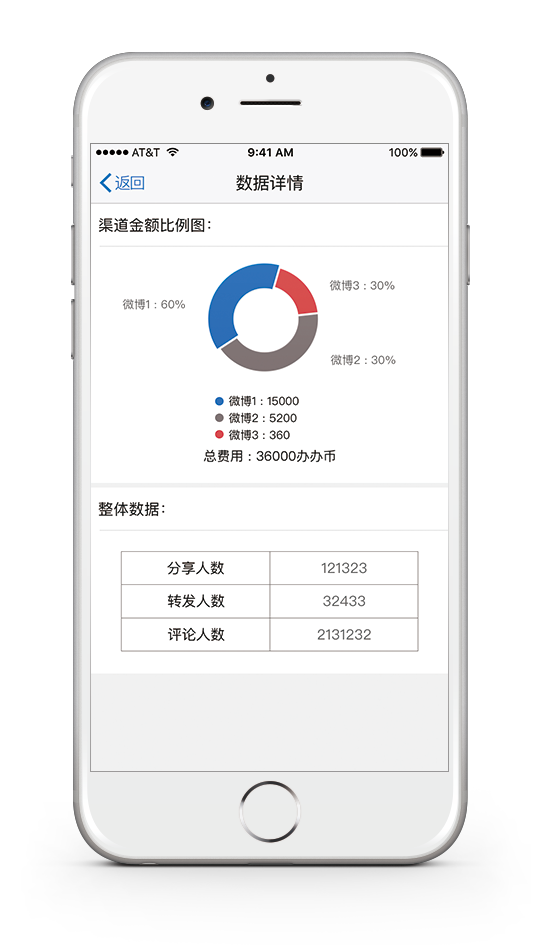 AT&T 9:41 AM 100%
返回 数据详情
渠道金额比例图：
微博3：30%
微博1：60%
微博2：30%
微博1：15000
微博2：5200
微博3：360
总费用：36000办办币
整体数据：
分享人数 121323
转发人数 32433
评论人数 2131232